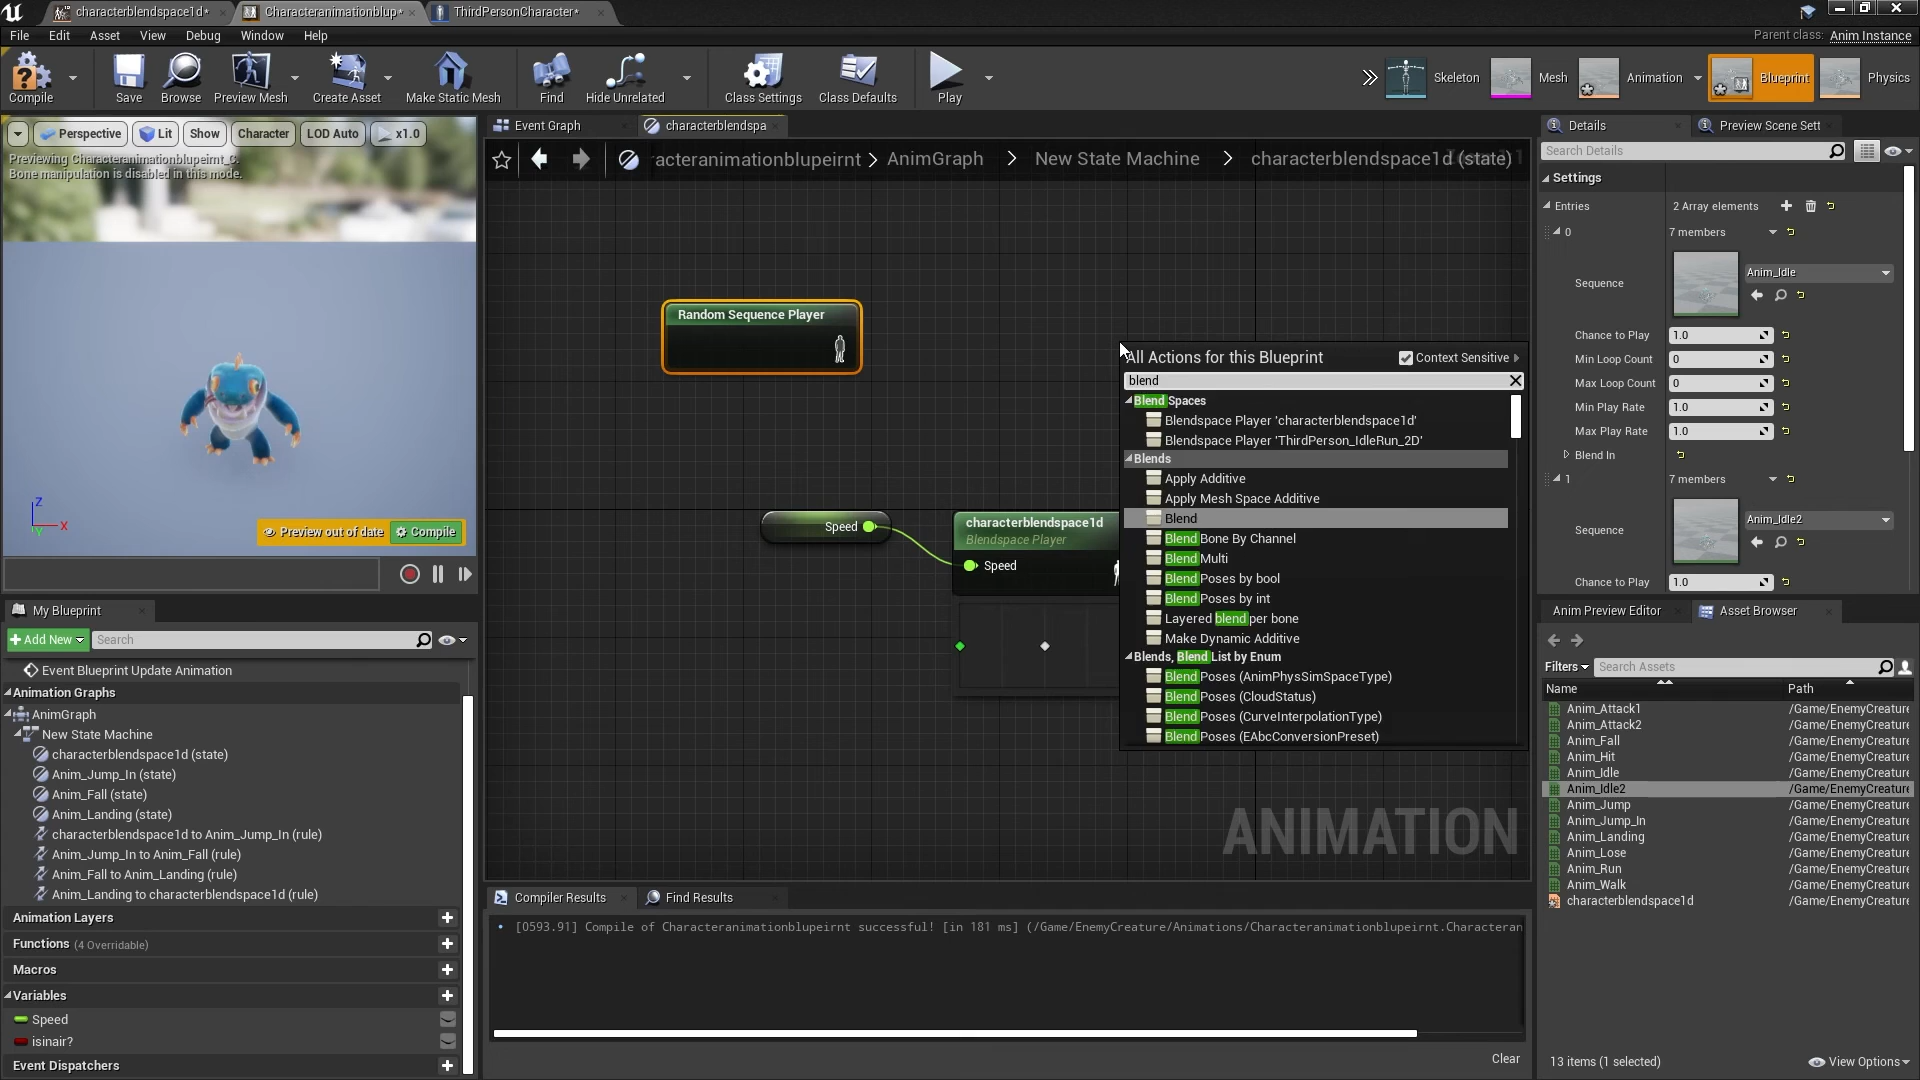 characterblendspace1d*
Characteranimationblup*
ThirdPersonCharacter*
File Edit Asset View Debug Window Help
Parent class: Anim Instance
Compile
Save
Browse
Preview Mesh
Create Asset
Make Static Mesh
Find
Hide Unrelated
Class Settings
Class Defaults
Play
Skeleton
Mesh
Animation
Blueprint
Physics
Perspective Lit Show Character LOD Auto x1.0
Previewing Characteranimationblupeirnt_C.
Bone manipulation is disabled in this mode.
Z
X
Y
Preview out of date Compile
Event Graph
characterblendspa
racteranimationblupeirnt > AnimGraph > New State Machine > characterblendspace1d (state)
Random Sequence Player
Speed
characterblendspace1d
Blendspace Player
Speed
ANIMATION
All Actions for this Blueprint Context Sensitive
blend
Blend Spaces
Blendspace Player 'characterblendspace1d'
Blendspace Player 'ThirdPerson_IdleRun_2D'
Blends
Apply Additive
Apply Mesh Space Additive
Blend
Blend Bone By Channel
Blend Multi
Blend Poses by bool
Blend Poses by int
Layered blend per bone
Make Dynamic Additive
Blends, Blend List by Enum
Blend Poses (AnimPhysSimSpaceType)
Blend Poses (CloudStatus)
Blend Poses (CurveInterpolationType)
Blend Poses (EAbcConversionPreset)
My Blueprint
Add New Search
Event Blueprint Update Animation
Animation Graphs
AnimGraph
New State Machine
characterblendspace1d (state)
Anim_Jump_In (state)
Anim_Fall (state)
Anim_Landing (state)
characterblendspace1d to Anim_Jump_In (rule)
Anim_Jump_In to Anim_Fall (rule)
Anim_Fall to Anim_Landing (rule)
Anim_Landing to characterblendspace1d (rule)
Animation Layers
Functions (4 Overridable)
Macros
Variables
Speed
isinair?
Event Dispatchers
Compiler Results
Find Results
[0593.91] Compile of Characteranimationblupeirnt successful! [in 181 ms] (/Game/EnemyCreature/Animations/Characteranimationblupeirnt.Characteran
Clear
Details
Preview Scene Sett
Search Details
Settings
Entries 2 Array elements
0 7 members
Sequence Anim_Idle
Chance to Play 1.0
Min Loop Count 0
Max Loop Count 0
Min Play Rate 1.0
Max Play Rate 1.0
Blend In
1 7 members
Sequence Anim_Idle2
Chance to Play 1.0
Anim Preview Editor
Asset Browser
Filters Search Assets
Name Path
Anim_Attack1 /Game/EnemyCreature
Anim_Attack2 /Game/EnemyCreature
Anim_Fall /Game/EnemyCreature
Anim_Hit /Game/EnemyCreature
Anim_Idle /Game/EnemyCreature
Anim_Idle2 /Game/EnemyCreature
Anim_Jump /Game/EnemyCreature
Anim_Jump_In /Game/EnemyCreature
Anim_Landing /Game/EnemyCreature
Anim_Lose /Game/EnemyCreature
Anim_Run /Game/EnemyCreature
Anim_Walk /Game/EnemyCreature
characterblendspace1d /Game/EnemyCreature
13 items (1 selected) View Options